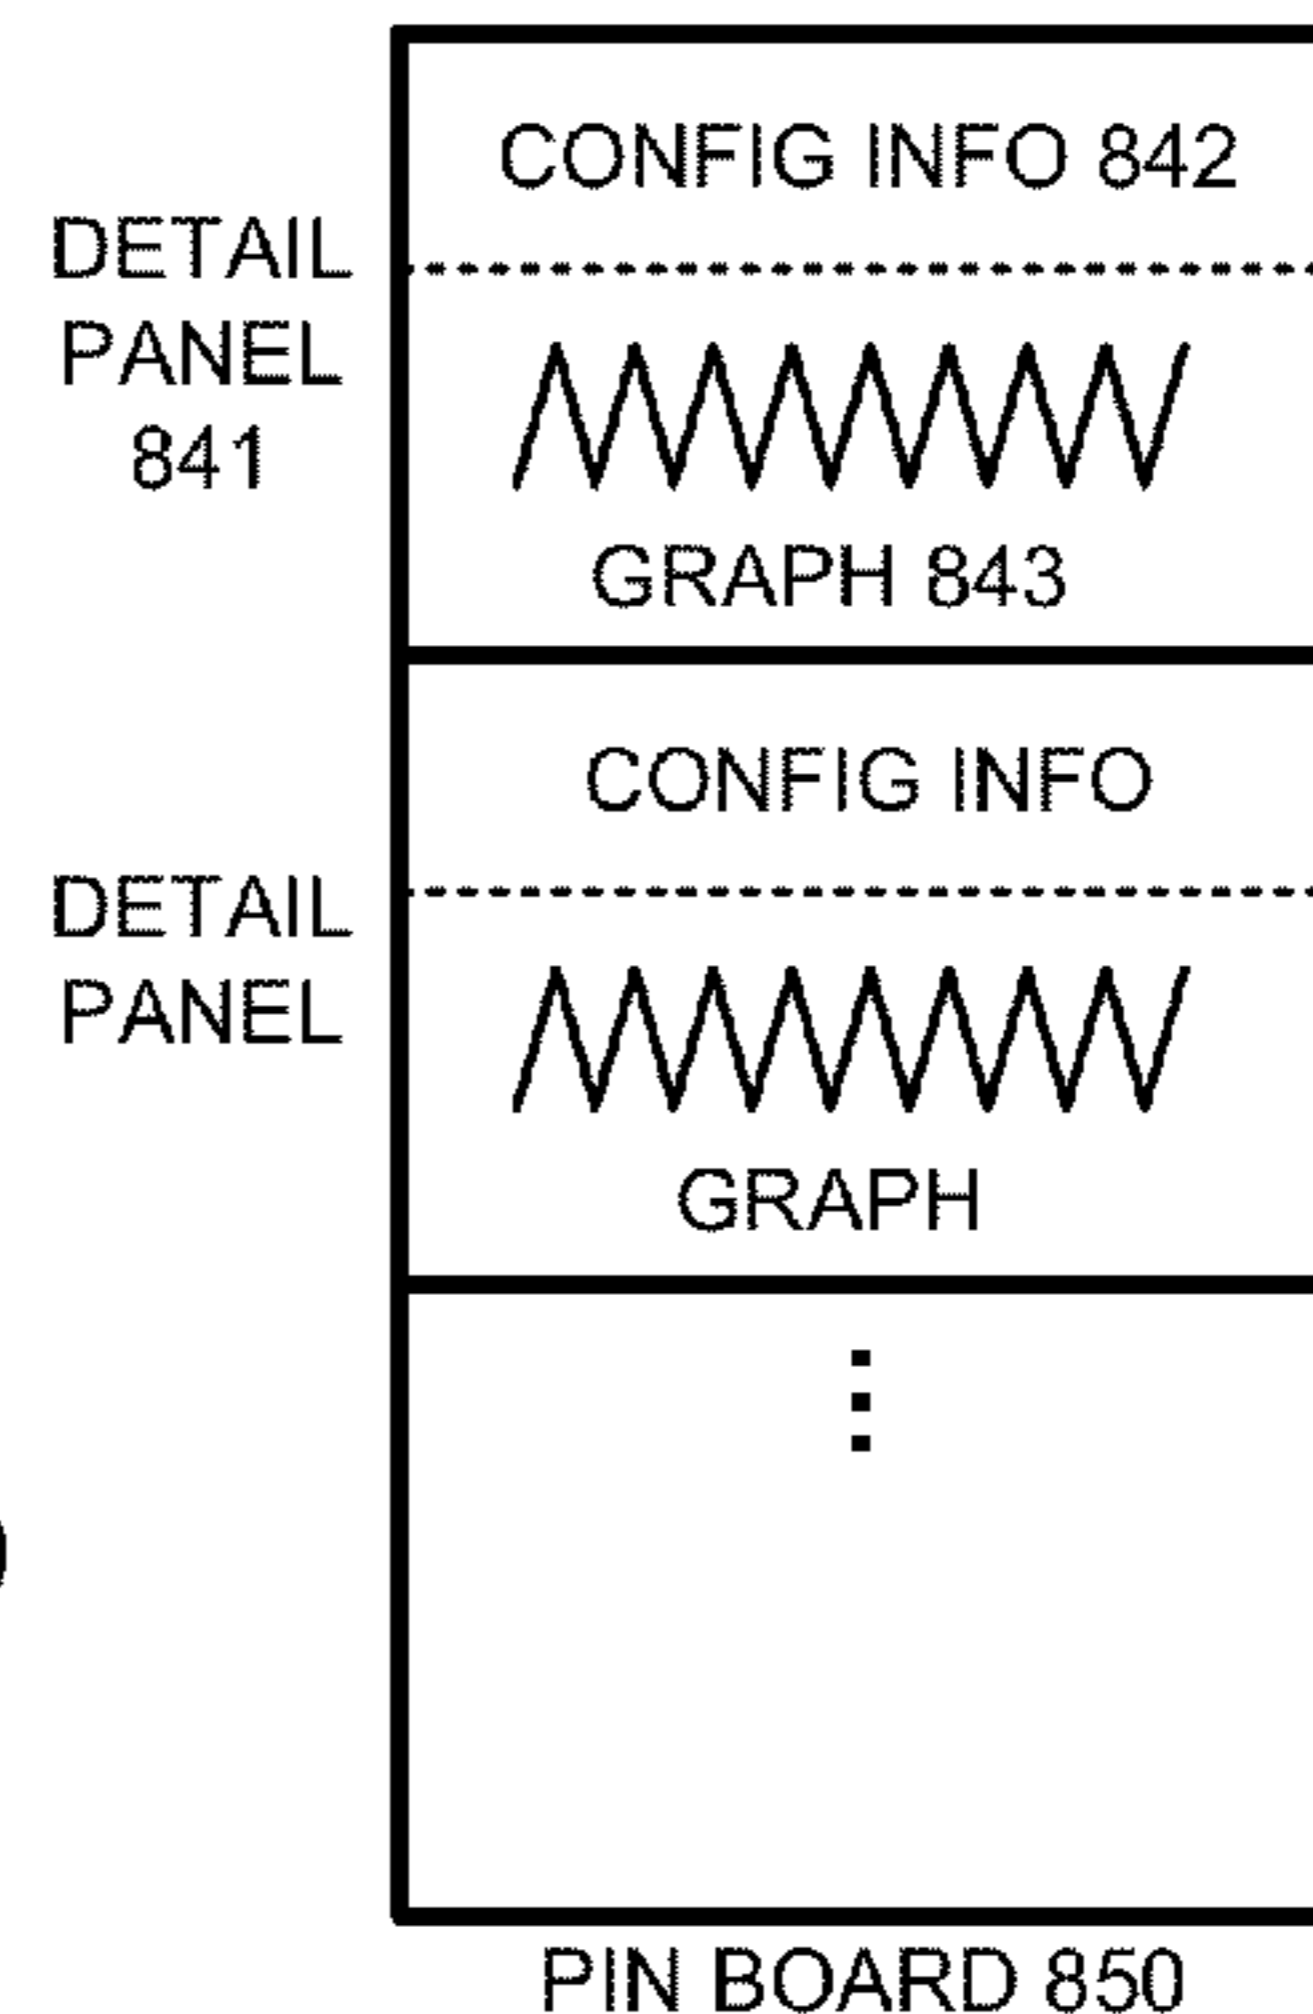 CONFIG INFO 842
DETAIL
PANEL
841
GRAPH 843
CONFIG INFO
DETAIL
PANEL
GRAPH
PIN BOARD 850